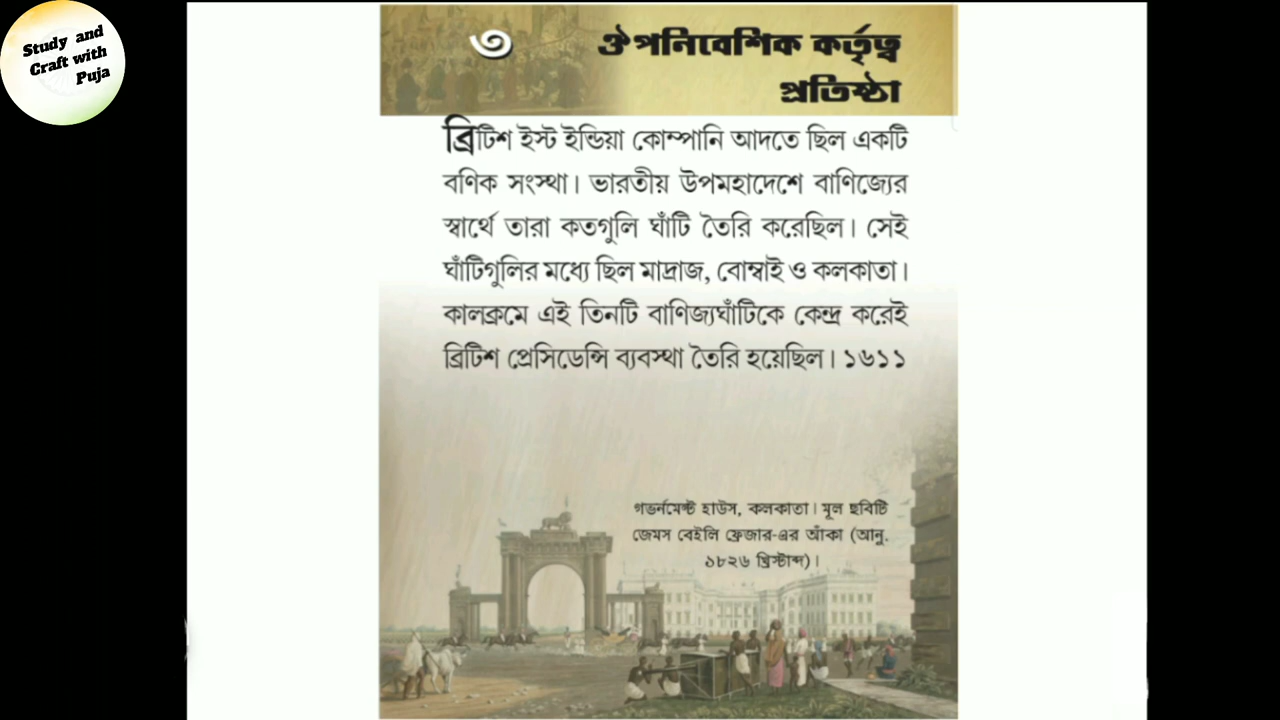 Study and
Craft with
Puja
৩
ঔপনিবেশিক কর্তৃত্ব
প্রতিষ্ঠা
ব্রিটিশ ইস্ট ইন্ডিয়া কোম্পানি আদতে ছিল একটি
বণিক সংস্থা। ভারতীয় উপমহাদেশে বাণিজ্যের
স্বার্থে তারা কতগুলি ঘাঁটি তৈরি করেছিল। সেই
ঘাঁটিগুলির মধ্যে ছিল মাদ্রাজ, বোম্বাই ও কলকাতা।
কালক্রমে এই তিনটি বাণিজ্যঘাঁটিকে কেন্দ্র করেই
ব্রিটিশ প্রেসিডেন্সি ব্যবস্থা তৈরি হয়েছিল। ১৬১১
গভর্নমেন্ট হাউস, কলকাতা। মূল ছবিটি
জেমস বেইলি ফ্রেজার-এর আঁকা (আনু.
১৮২৬ খ্রিস্টাব্দ)।